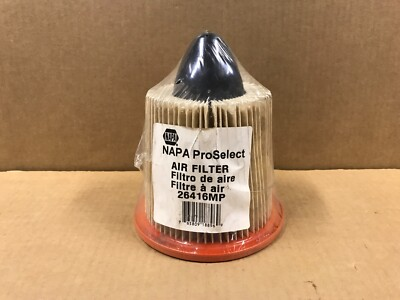 NAPA
NAPA ProSelect
AIR FILTER
Filtro de aire
Filtre à air
26416MP